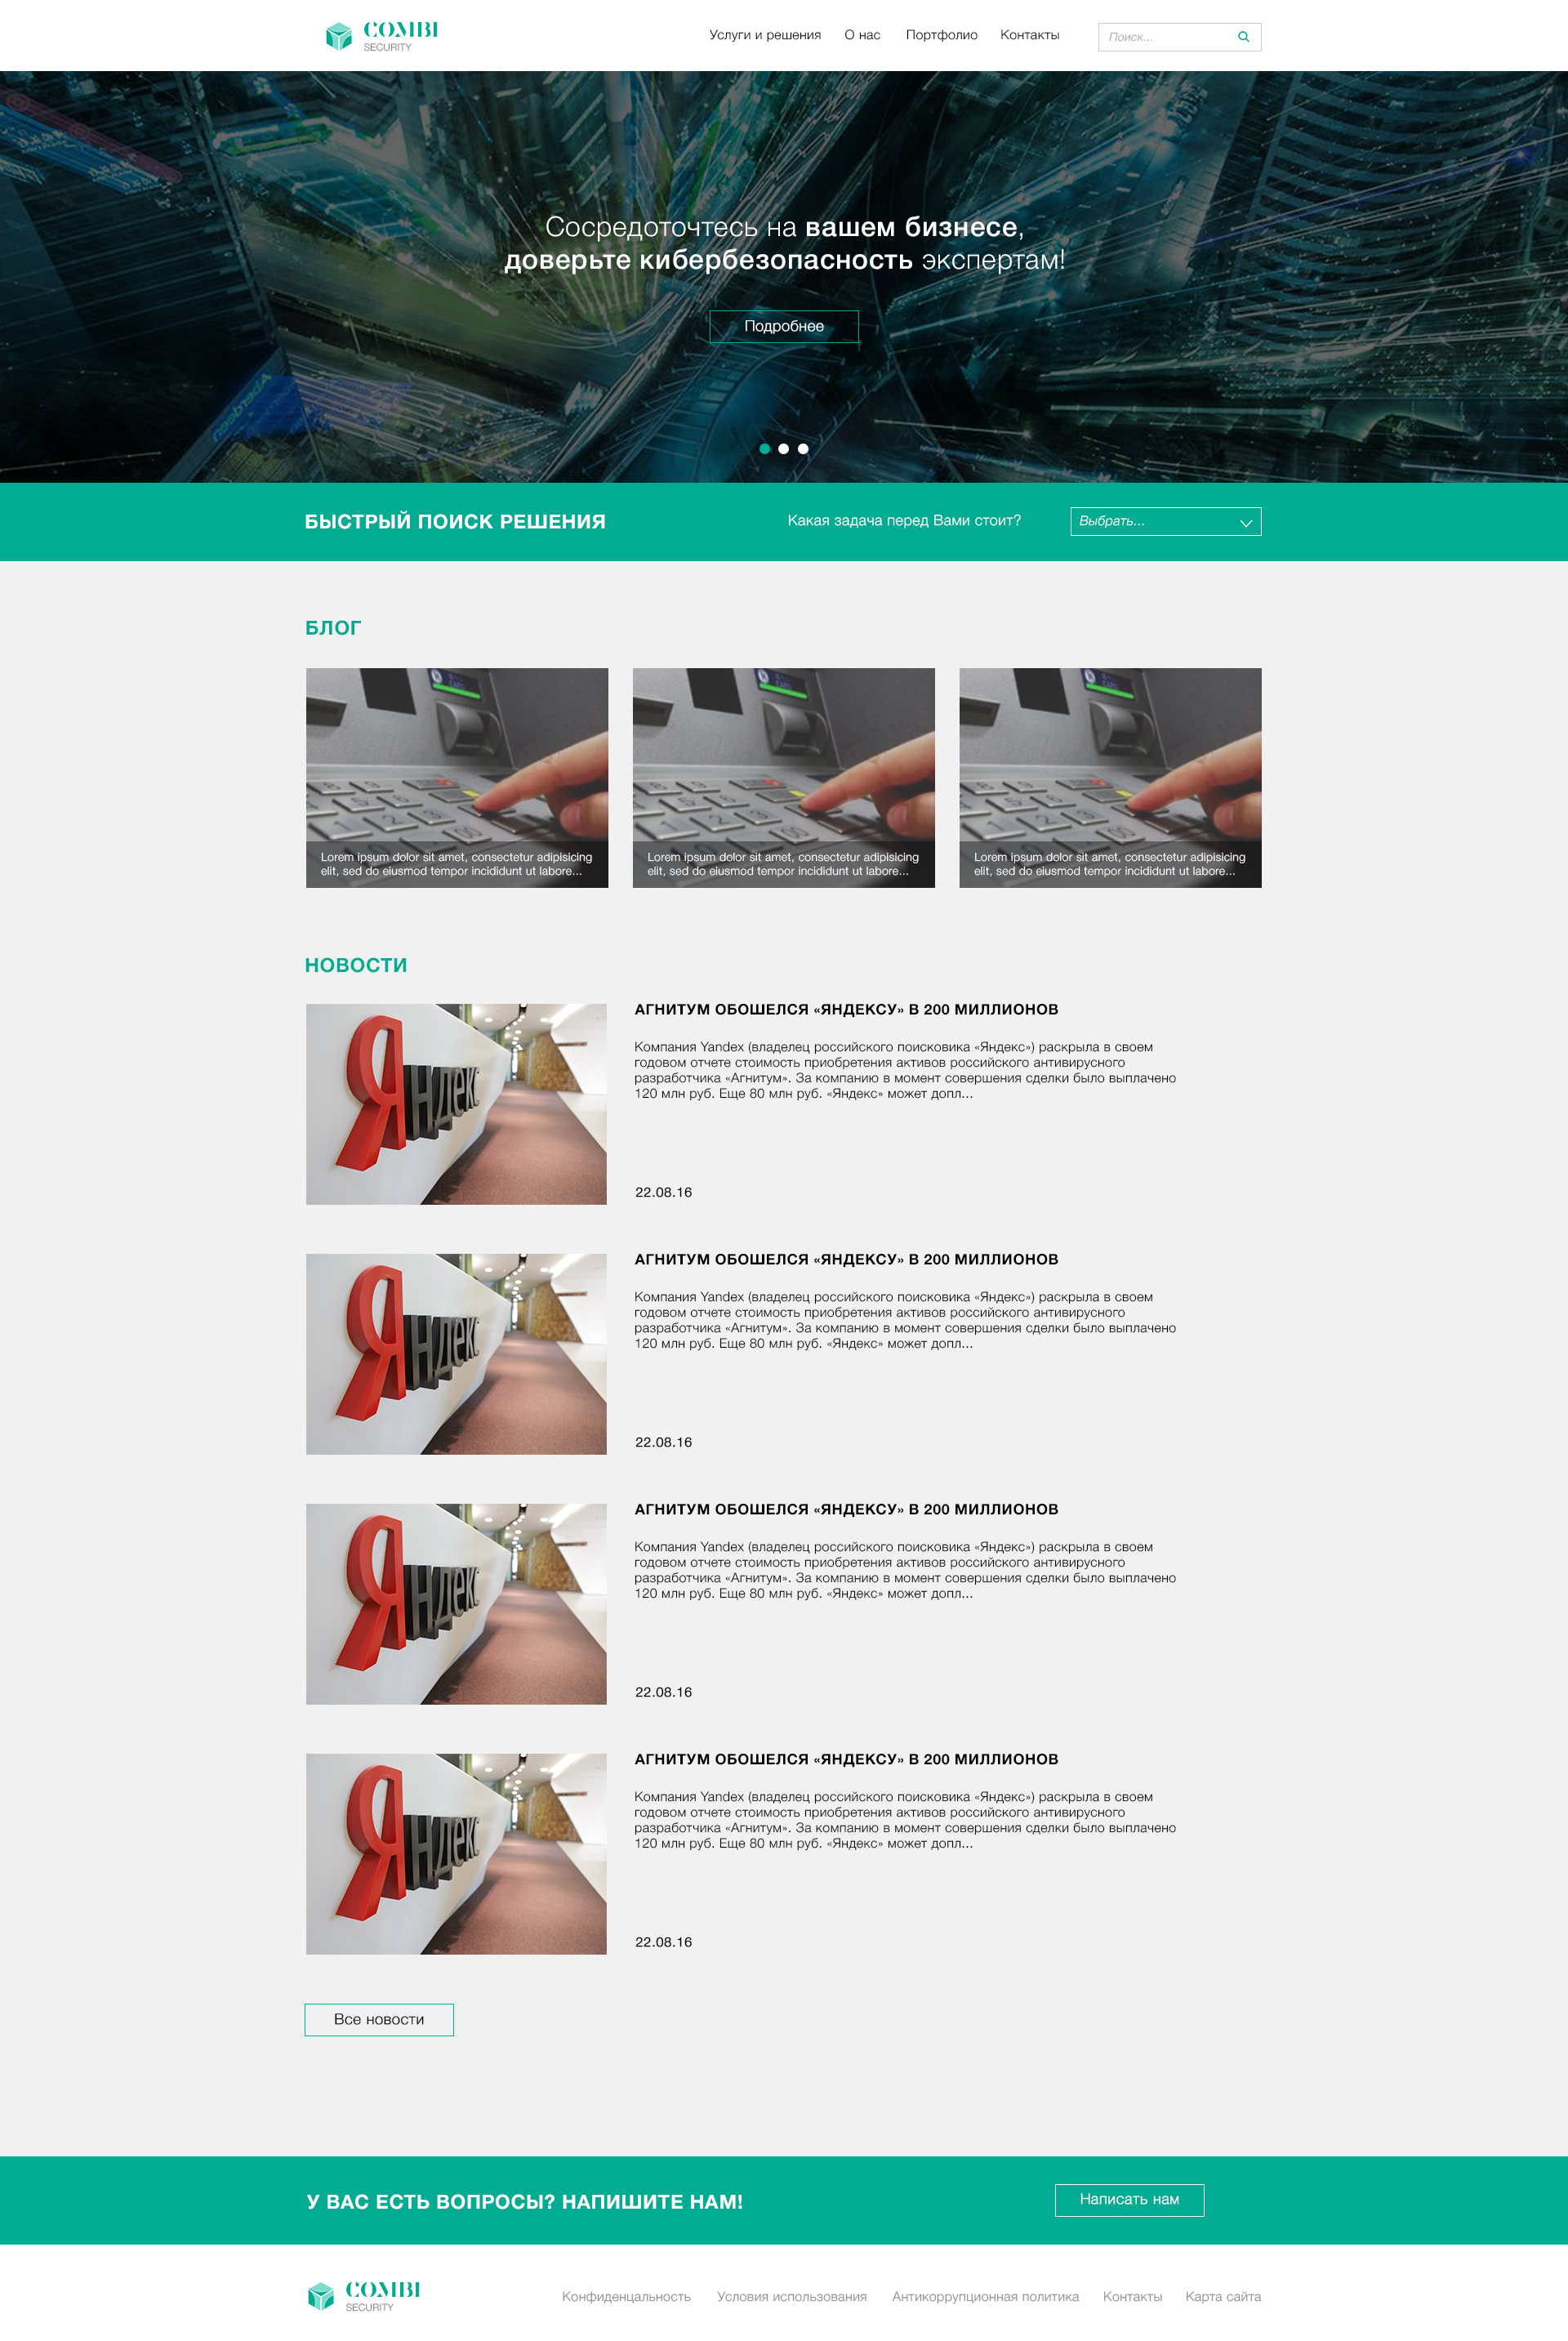 COMBI
SECURITY
Услуги и решения О нас Портфолио Контакты
Поиск...
Сосредоточтесь на вашем бизнесе,
доверьте кибербезопасность экспертам!
Подробнее
БЫСТРЫЙ ПОИСК РЕШЕНИЯ
Какая задача перед Вами стоит?
Выбрать...
БЛОГ
Lorem ipsum dolor sit amet, consectetur adipisicing
elit, sed do eiusmod tempor incididunt ut labore...
Lorem ipsum dolor sit amet, consectetur adipisicing
elit, sed do eiusmod tempor incididunt ut labore...
Lorem ipsum dolor sit amet, consectetur adipisicing
elit, sed do eiusmod tempor incididunt ut labore...
НОВОСТИ
Яндекс
АГНИТУМ ОБОШЕЛСЯ «ЯНДЕКСУ» В 200 МИЛЛИОНОВ
Компания Yandex (владелец российского поисковика «Яндекс») раскрыла в своем
годовом отчете стоимость приобретения активов российского антивирусного
разработчика «Агнитум». За компанию в момент совершения сделки было выплачено
120 млн руб. Еще 80 млн руб. «Яндекс» может допл...
22.08.16
Яндекс
АГНИТУМ ОБОШЕЛСЯ «ЯНДЕКСУ» В 200 МИЛЛИОНОВ
Компания Yandex (владелец российского поисковика «Яндекс») раскрыла в своем
годовом отчете стоимость приобретения активов российского антивирусного
разработчика «Агнитум». За компанию в момент совершения сделки было выплачено
120 млн руб. Еще 80 млн руб. «Яндекс» может допл...
22.08.16
Яндекс
АГНИТУМ ОБОШЕЛСЯ «ЯНДЕКСУ» В 200 МИЛЛИОНОВ
Компания Yandex (владелец российского поисковика «Яндекс») раскрыла в своем
годовом отчете стоимость приобретения активов российского антивирусного
разработчика «Агнитум». За компанию в момент совершения сделки было выплачено
120 млн руб. Еще 80 млн руб. «Яндекс» может допл...
22.08.16
Яндекс
АГНИТУМ ОБОШЕЛСЯ «ЯНДЕКСУ» В 200 МИЛЛИОНОВ
Компания Yandex (владелец российского поисковика «Яндекс») раскрыла в своем
годовом отчете стоимость приобретения активов российского антивирусного
разработчика «Агнитум». За компанию в момент совершения сделки было выплачено
120 млн руб. Еще 80 млн руб. «Яндекс» может допл...
22.08.16
Все новости
У ВАС ЕСТЬ ВОПРОСЫ? НАПИШИТЕ НАМ!
Написать нам
COMBI
SECURITY
Конфиденцальность Условия использования Антикоррупционная политика Контакты Карта сайта